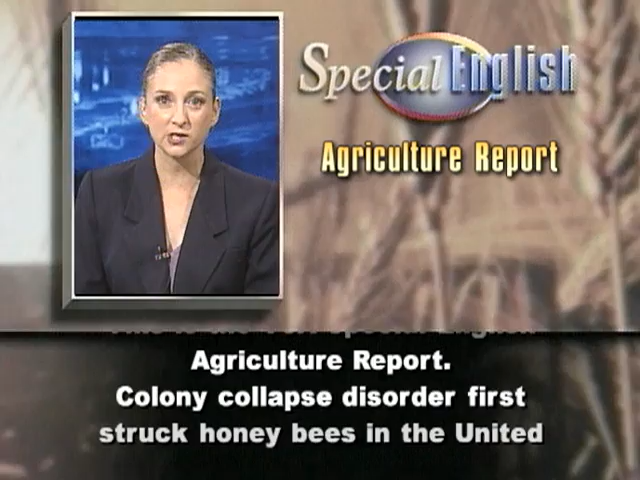 Special English
Agriculture Report
Agriculture Report.
Colony collapse disorder first
struck honey bees in the United